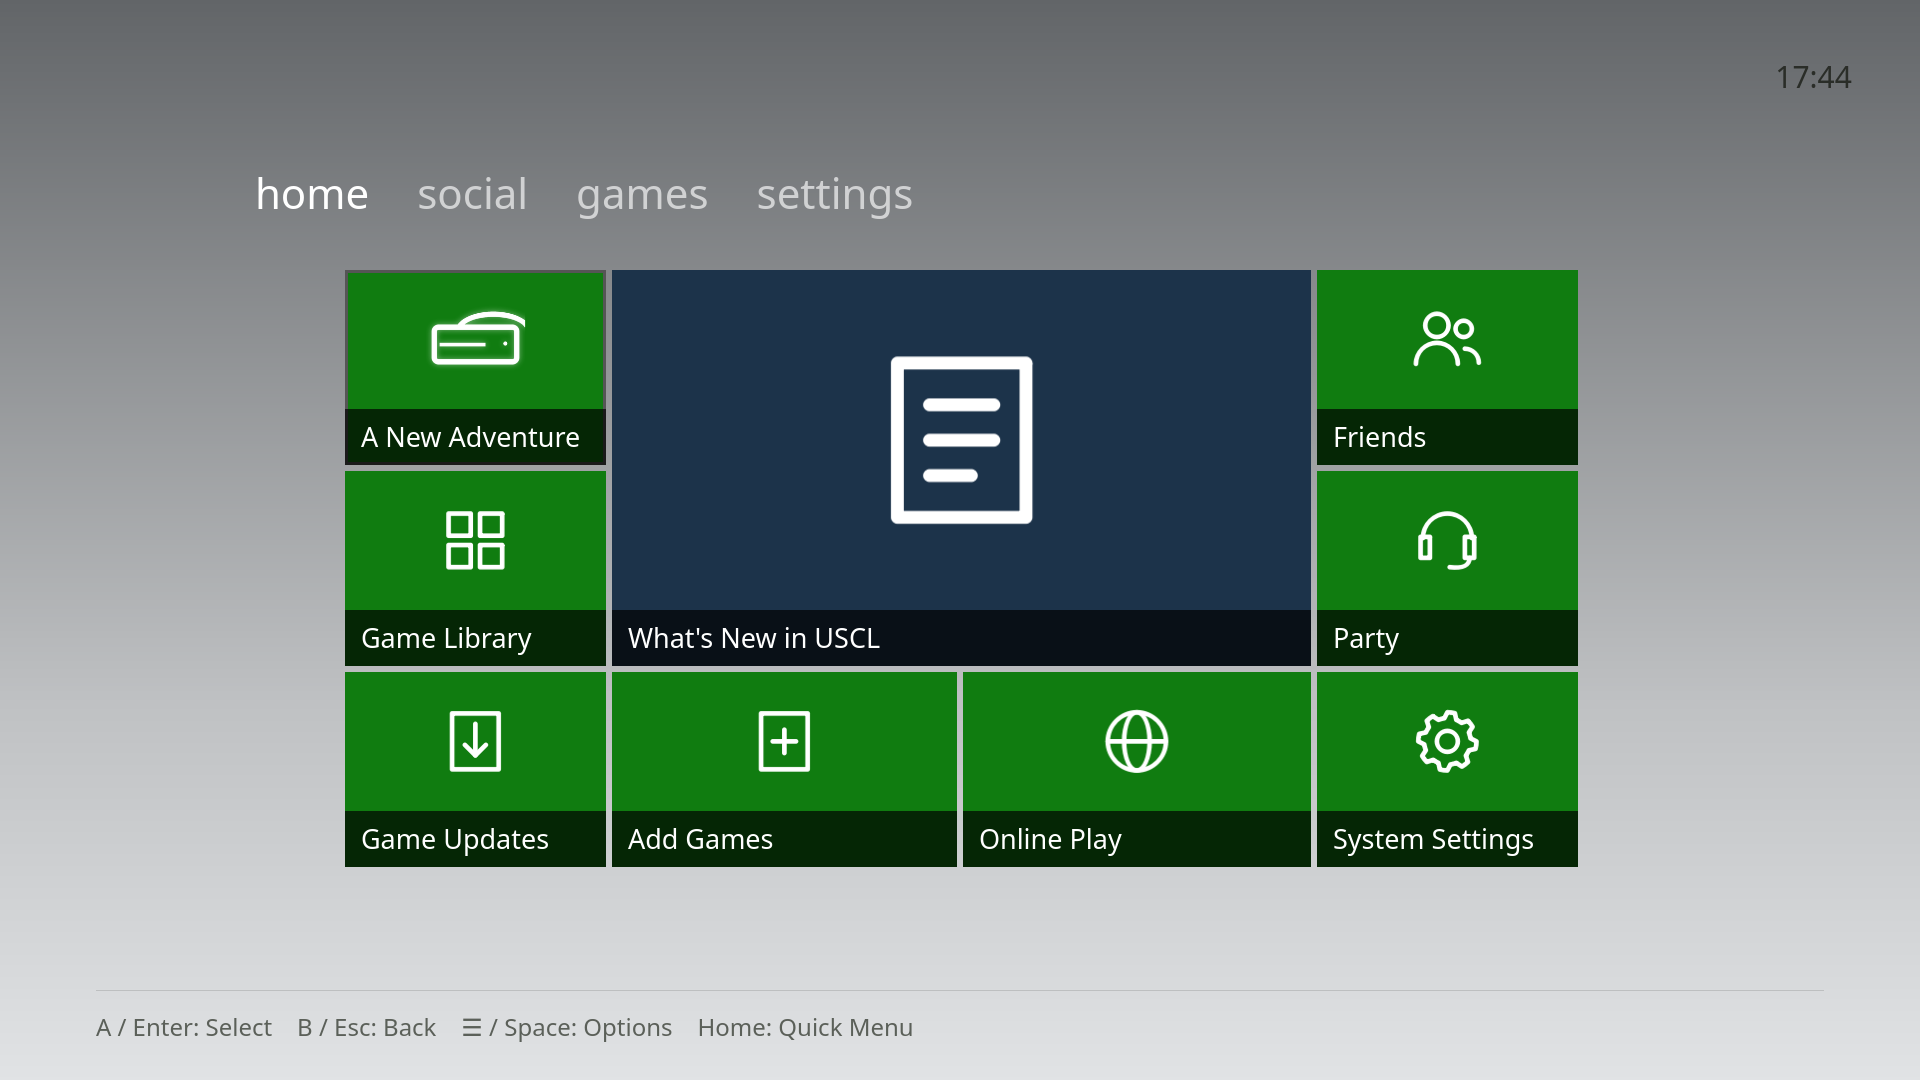 17:44
home social games settings
A New Adventure
Friends
Game Library
What's New in USCL
Party
Game Updates
Add Games
Online Play
System Settings
A / Enter: Select B / Esc: Back ☰ / Space: Options Home: Quick Menu